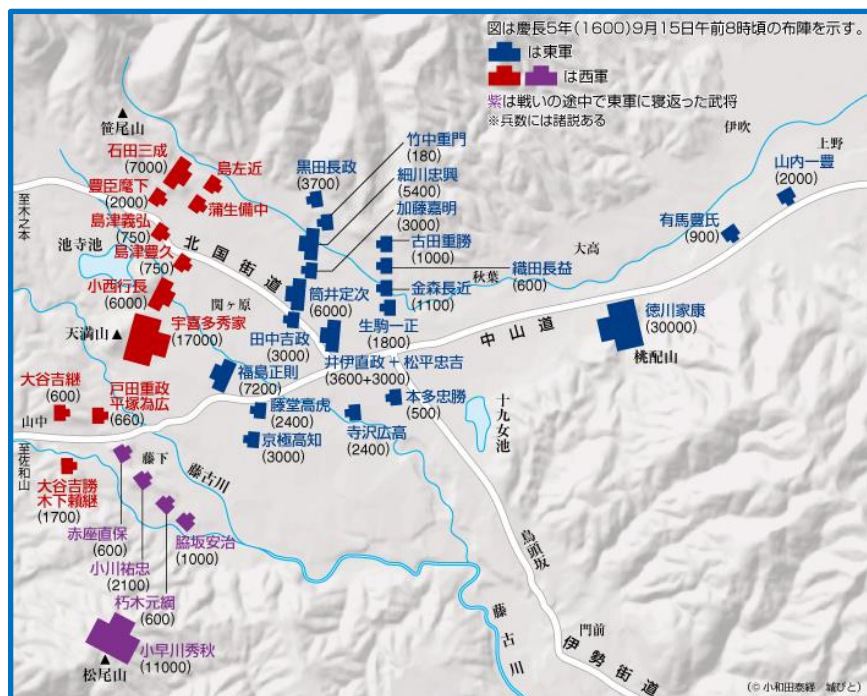 図は慶長5年(1600)9月15日午前8時頃の布陣を示す。
は東軍
は西軍
紫は戦いの途中で東軍に寝返った武将
※兵数には諸説ある
笹尾山
石田三成
(7000)
島左近
豊臣麾下
(2000)
蒲生備中
島津義弘
(750)
至木之本
池寺池
島津豊久
(750)
北国街道
小西行長
(6000)
関ヶ原
天満山
宇喜多秀家
(17000)
黒田長政
(3700)
竹中重門
(180)
細川忠興
(5400)
加藤嘉明
(3000)
古田重勝
(1000)
織田長益
(600)
金森長近
(1100)
生駒一正
(1800)
筒井定次
(6000)
田中吉政
(3000)
井伊直政+松平忠吉
(3600+3000)
伊吹
上野
山内一豊
(2000)
有馬豊氏
(900)
大高
秋葉
中山道
徳川家康
(30000)
桃配山
福島正則
(7200)
藤堂高虎
(2400)
京極高知
(3000)
寺沢広高
(2400)
本多忠勝
(500)
十九女池
大谷吉継
(600)
戸田重政
平塚為広
(660)
山中
至佐和山
藤下
藤古川
大谷吉勝
木下頼継
(1700)
赤座直保
(600)
小川祐忠
(2100)
朽木元綱
(600)
脇坂安治
(1000)
小早川秀秋
(11000)
松尾山
藤古川
鳥頭坂
門前
伊勢街道
(© 小和田泰経/城びと)